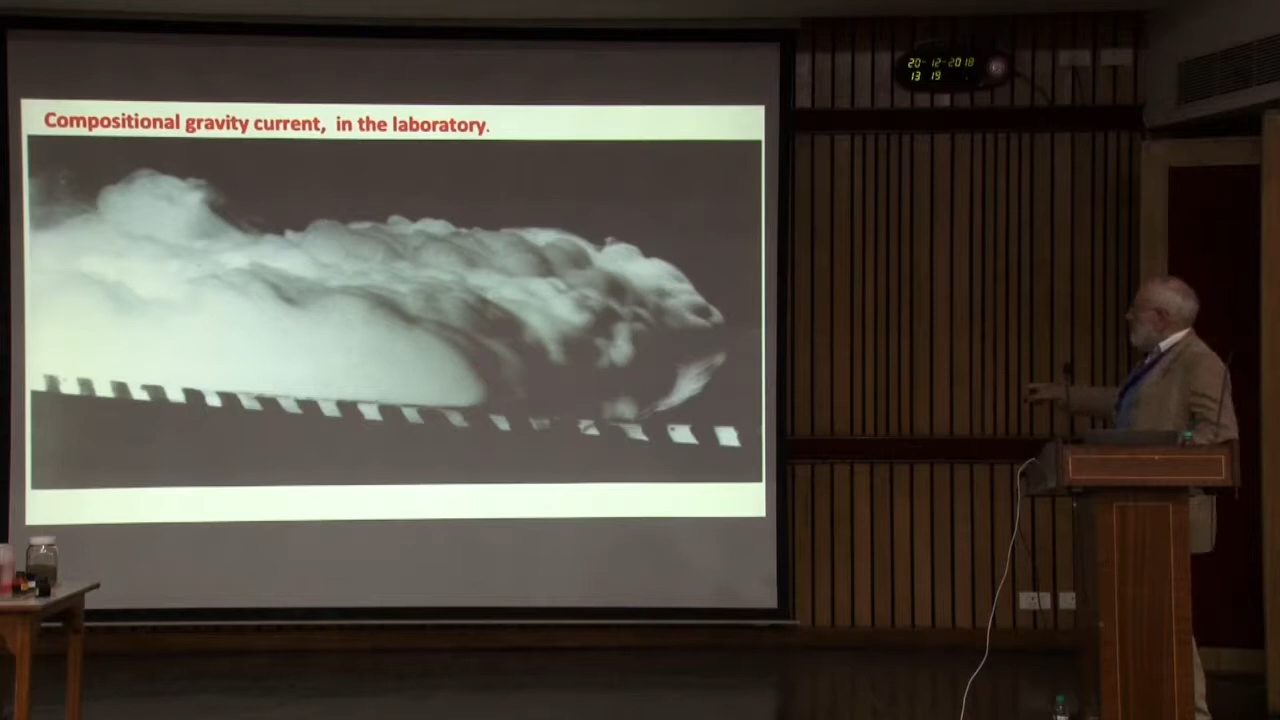 Compositional gravity current, in the laboratory.
20-12-2018
13 19